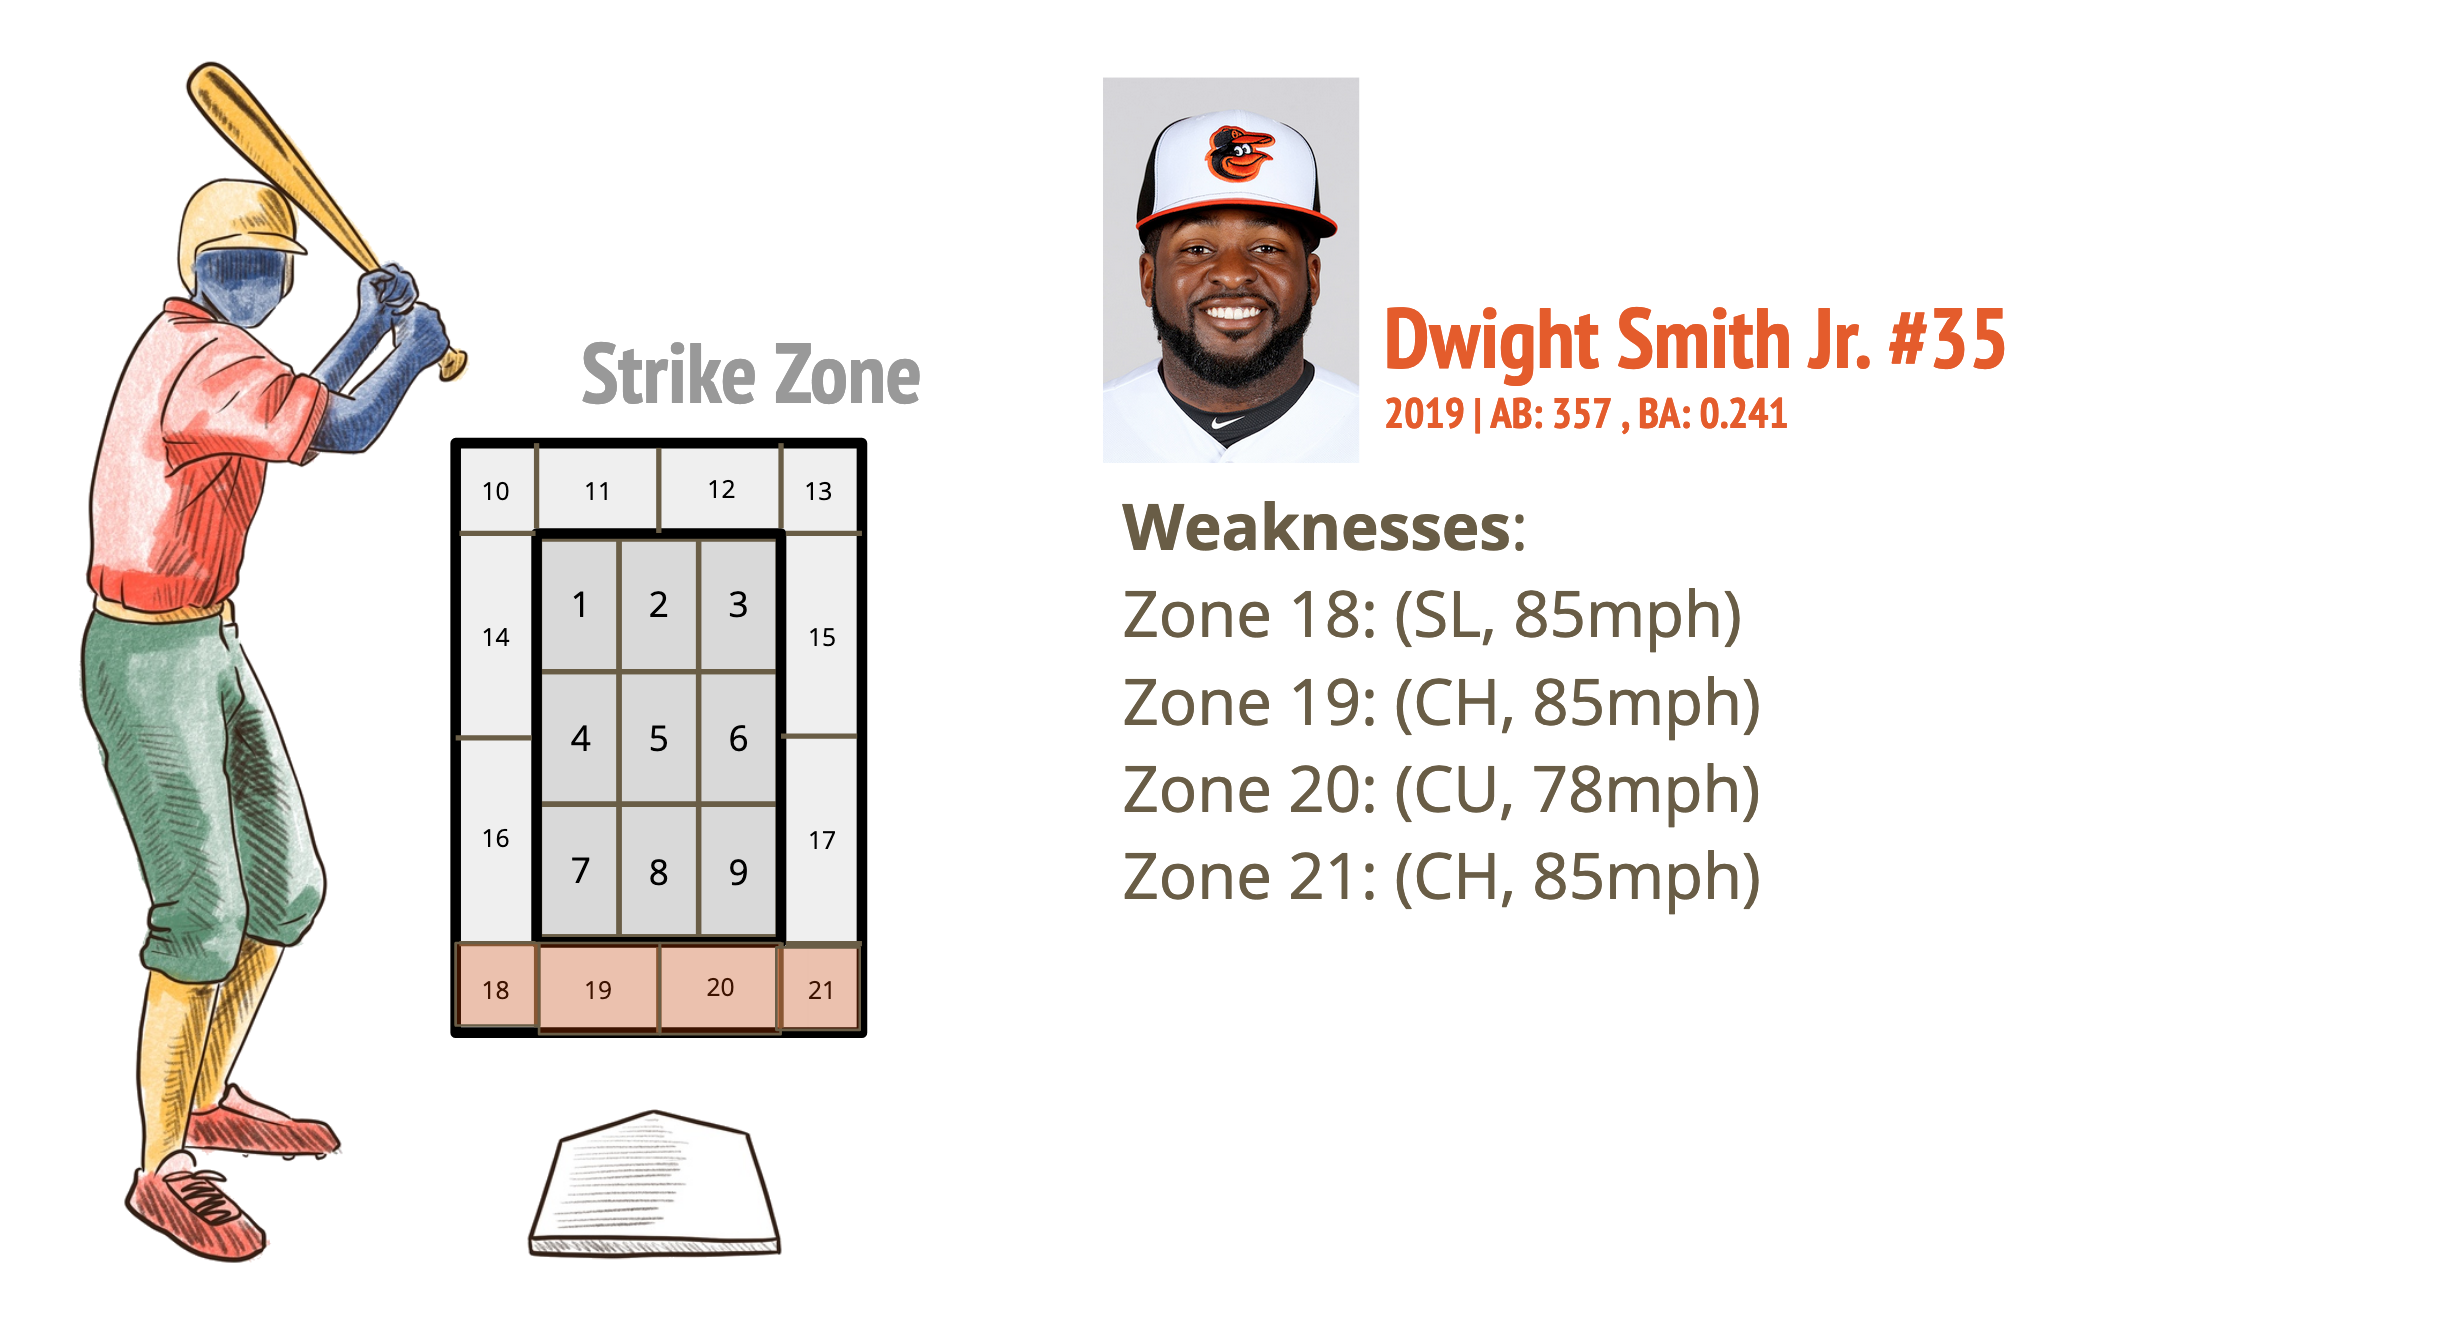 Strike Zone
10 11 12 13
1 2 3
14 15
4 5 6
16 17
7 8 9
18 19 20 21
Dwight Smith Jr. #35
2019 | AB: 357 , BA: 0.241
Weaknesses:
Zone 18: (SL, 85mph)
Zone 19: (CH, 85mph)
Zone 20: (CU, 78mph)
Zone 21: (CH, 85mph)